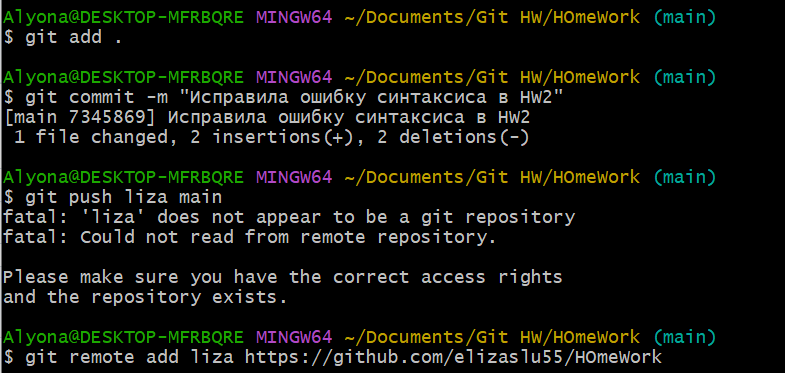 Alyona@DESKTOP-MFRBQRE MINGW64 ~/Documents/Git HW/HOmeWork (main)
$ git add .
Alyona@DESKTOP-MFRBQRE MINGW64 ~/Documents/Git HW/HOmeWork (main)
$ git commit -m "Исправила ошибку синтаксиса в HW2"
[main 7345869] Исправила ошибку синтаксиса в HW2
 1 file changed, 2 insertions(+), 2 deletions(-)
Alyona@DESKTOP-MFRBQRE MINGW64 ~/Documents/Git HW/HOmeWork (main)
$ git push liza main
fatal: 'liza' does not appear to be a git repository
fatal: Could not read from remote repository.
Please make sure you have the correct access rights
and the repository exists.
Alyona@DESKTOP-MFRBQRE MINGW64 ~/Documents/Git HW/HOmeWork (main)
$ git remote add liza https://github.com/elizaslu55/HOmeWork